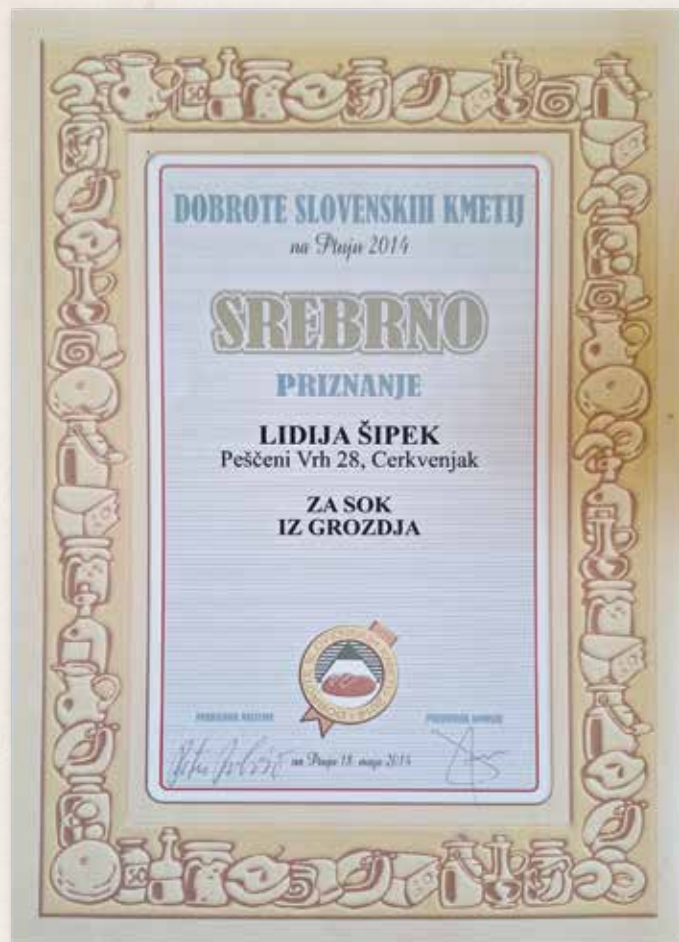 DOBROTE SLOVENSKIH KMETIJ
na Ptuju 2014
SREBRNO
PRIZNANJE
LIDIJA ŠIPEK
Peščeni Vrh 28, Cerkvenjak
ZA SOK
IZ GROZDJA
na Ptuju 18. maja 2014